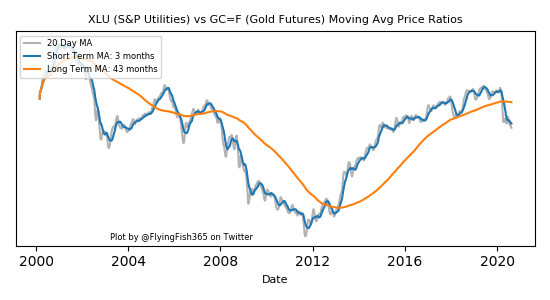 XLU (S&P Utilities) vs GC=F (Gold Futures) Moving Avg Price Ratios
20 Day MA
Short Term MA: 3 months
Long Term MA: 43 months
Plot by @FlyingFish365 on Twitter
2000 2004 2008 2012 2016 2020
Date